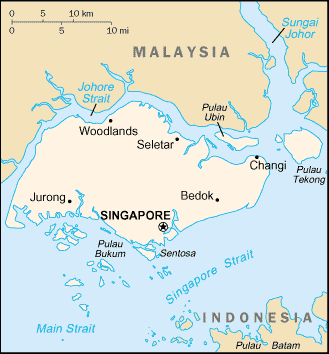 0 5 10 km
0 5 10 mi
Sungai
Johor
MALAYSIA
Johore
Strait
Pulau
Ubin
Woodlands
Seletar
Changi
Pulau
Tekong
Jurong
Bedok
SINGAPORE
Pulau
Bukum
Sentosa
Singapore Strait
Main Strait
INDONESIA
Pulau Batam